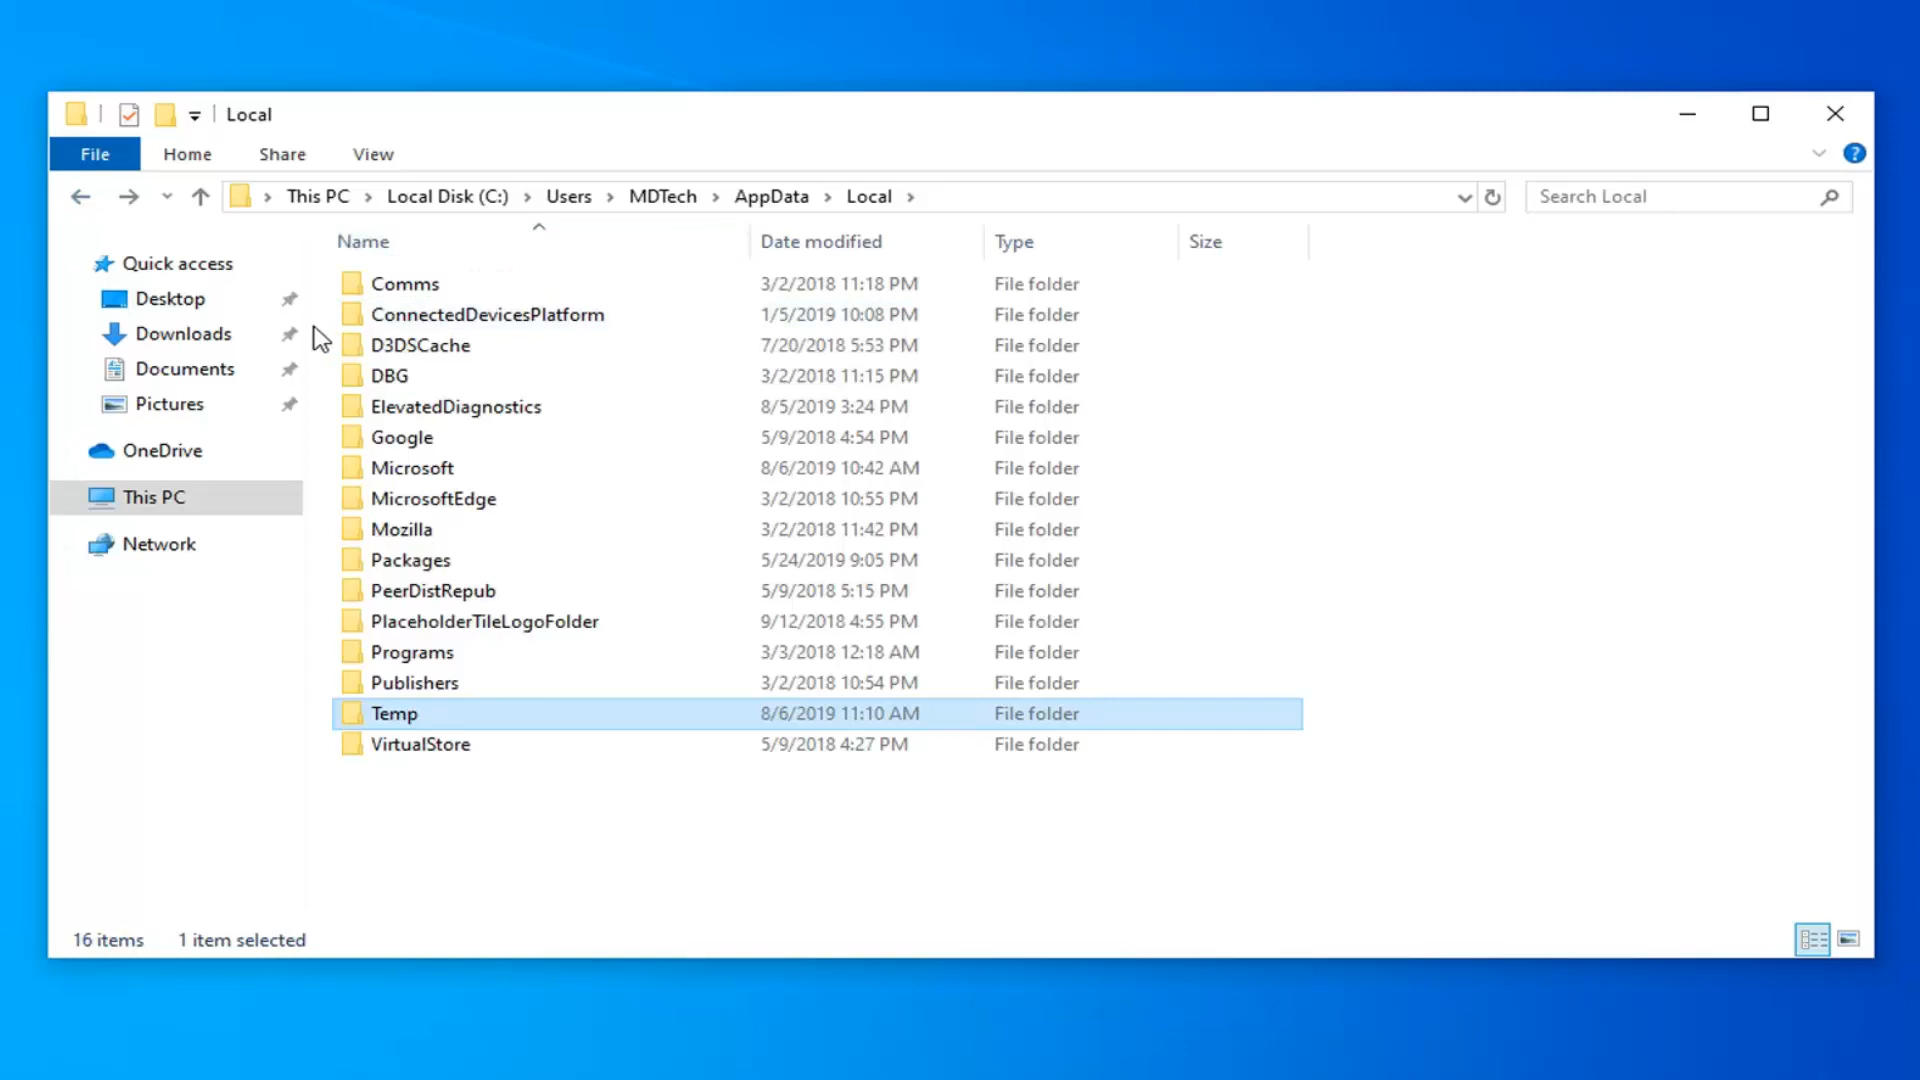 Local
File Home Share View ?
This PC Local Disk (C:) Users MDTech AppData Local Search Local
Name Date modified Type Size
Quick access
Desktop
Downloads
Documents
Pictures
OneDrive
This PC
Network
Comms 3/2/2018 11:18 PM File folder
ConnectedDevicesPlatform 1/5/2019 10:08 PM File folder
D3DSCache 7/20/2018 5:53 PM File folder
DBG 3/2/2018 11:15 PM File folder
ElevatedDiagnostics 8/5/2019 3:24 PM File folder
Google 5/9/2018 4:54 PM File folder
Microsoft 8/6/2019 10:42 AM File folder
MicrosoftEdge 3/2/2018 10:55 PM File folder
Mozilla 3/2/2018 11:42 PM File folder
Packages 5/24/2019 9:05 PM File folder
PeerDistRepub 5/9/2018 5:15 PM File folder
PlaceholderTileLogoFolder 9/12/2018 4:55 PM File folder
Programs 3/3/2018 12:18 AM File folder
Publishers 3/2/2018 10:54 PM File folder
Temp 8/6/2019 11:10 AM File folder
VirtualStore 5/9/2018 4:27 PM File folder
16 items 1 item selected